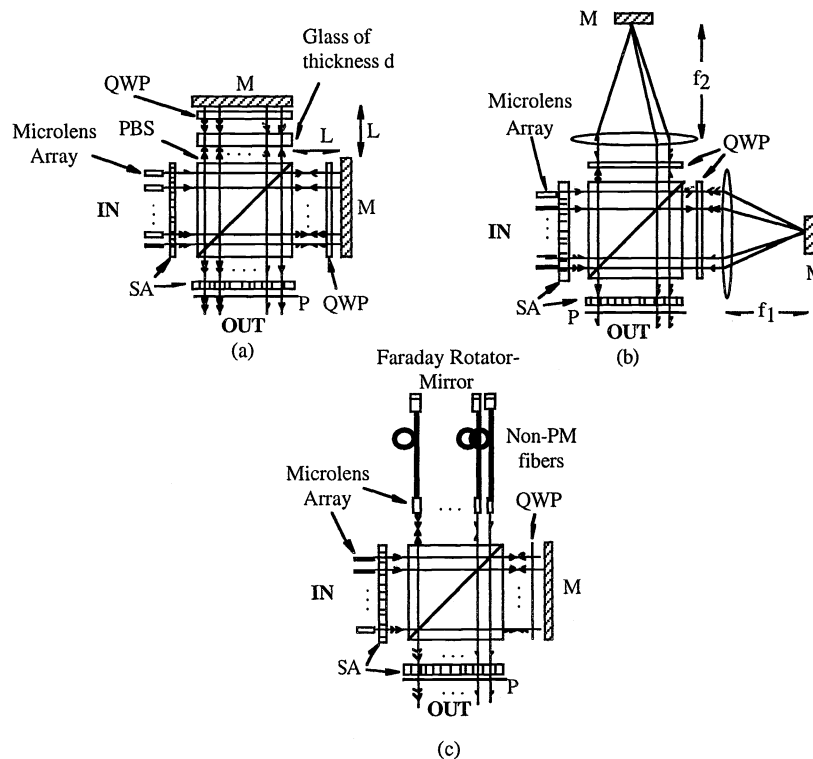 M
Glass of
thickness d
QWP
M
PBS
L
L
Microlens
Array
IN
M
SA
QWP
P
OUT
(a)
f2
Microlens
Array
QWP
IN
M
SA
P
OUT
f1
(b)
Faraday Rotator-
Mirror
Non-PM
fibers
Microlens
Array
QWP
IN
M
SA
P
OUT
(c)